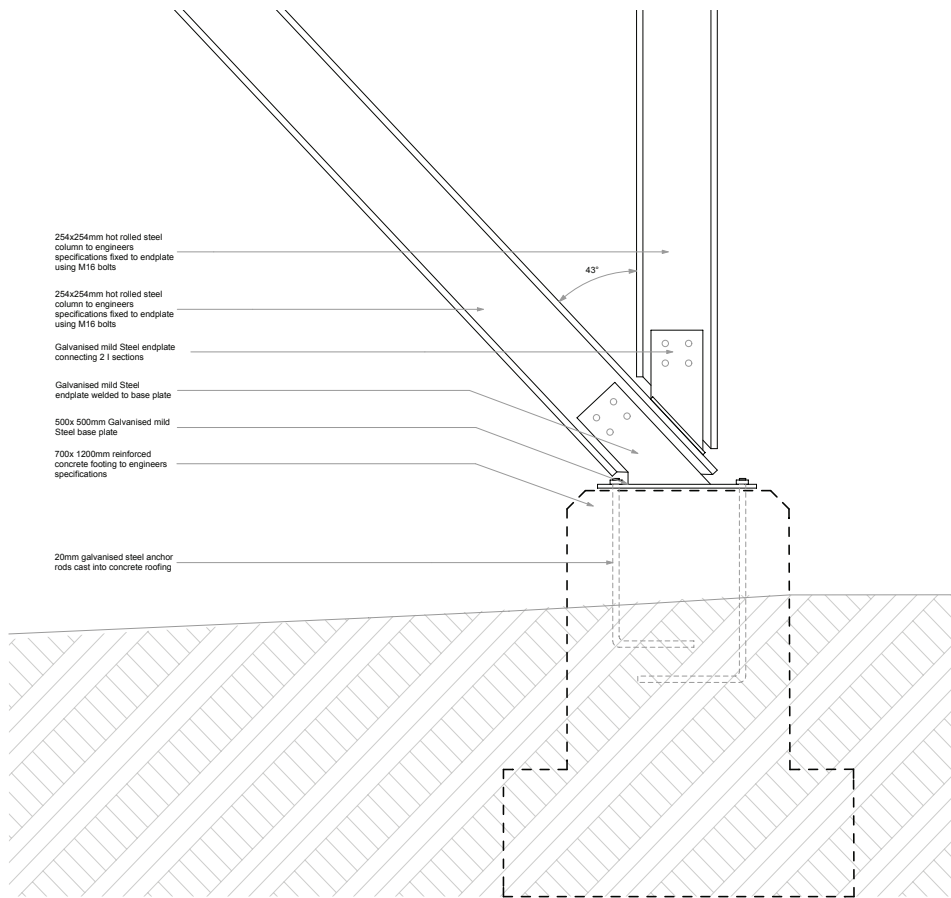 254x254mm hot rolled steel
column to engineers
specifications fixed to endplate
using M16 bolts
43°
254x254mm hot rolled steel
column to engineers
specifications fixed to endplate
using M16 bolts
Galvanised mild Steel endplate
connecting 2 I sections
Galvanised mild Steel
endplate welded to base plate
500x 500mm Galvanised mild
Steel base plate
700x 1200mm reinforced
concrete footing to engineers
specifications
20mm galvanised steel anchor
rods cast into concrete roofing